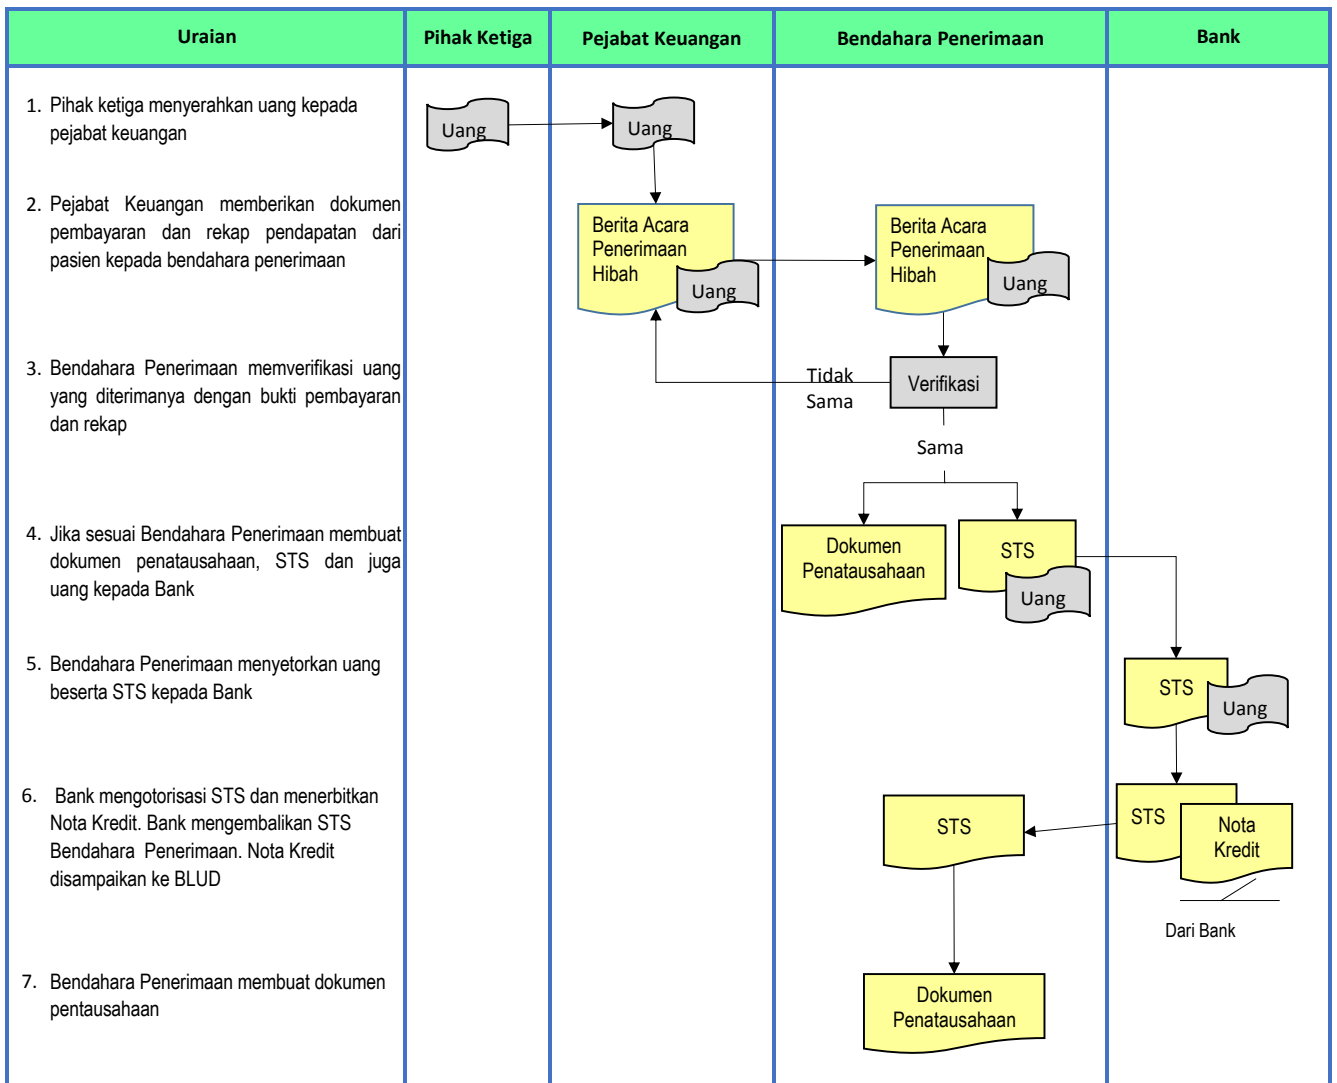 Uraian
Pihak Ketiga
Pejabat Keuangan
Bendahara Penerimaan
Bank
1. Pihak ketiga menyerahkan uang kepada
pejabat keuangan
Uang
Uang
2. Pejabat Keuangan memberikan dokumen
pembayaran dan rekap pendapatan dari
pasien kepada bendahara penerimaan
Berita Acara
Penerimaan
Hibah
Uang
Berita Acara
Penerimaan
Hibah
Uang
3. Bendahara Penerimaan memverifikasi uang
yang diterimanya dengan bukti pembayaran
dan rekap
Tidak
Sama
Verifikasi
Sama
4. Jika sesuai Bendahara Penerimaan membuat
dokumen penatausahaan, STS dan juga
uang kepada Bank
Dokumen
Penatausahaan
STS
Uang
5. Bendahara Penerimaan menyetorkan uang
beserta STS kepada Bank
STS
Uang
6. Bank mengotorisasi STS dan menerbitkan
Nota Kredit. Bank mengembalikan STS
Bendahara Penerimaan. Nota Kredit
disampaikan ke BLUD
STS
STS
Nota
Kredit
Dari Bank
7. Bendahara Penerimaan membuat dokumen
pentausahaan
Dokumen
Penatausahaan